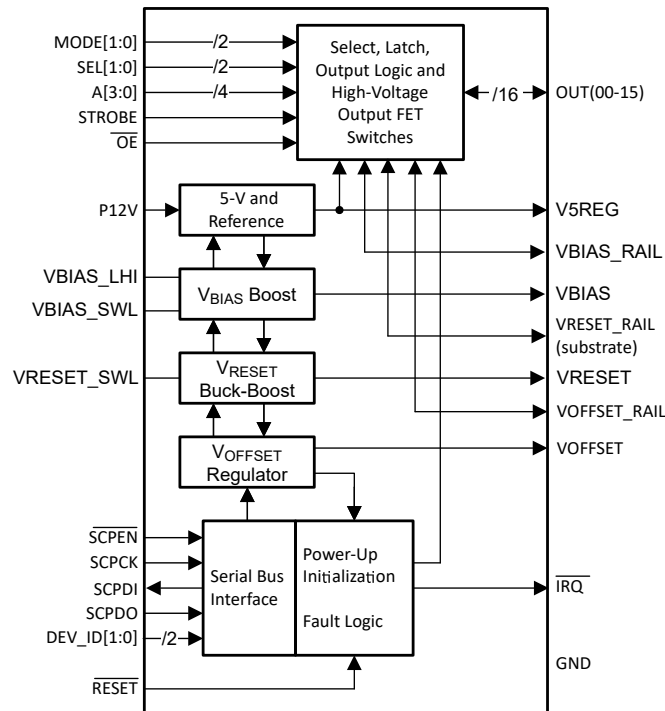 MODE[1:0]
/2
SEL[1:0]
/2
A[3:0]
/4
STROBE
OE
Select, Latch,
Output Logic and
High-Voltage
Output FET
Switches
/16
OUT(00-15)
P12V
5-V and
Reference
V5REG
VBIAS_RAIL
VBIAS_LHI
VBIAS_SWL
VBIAS Boost
VBIAS
VRESET_RAIL
(substrate)
VRESET_SWL
VRESET
Buck-Boost
VRESET
VOFFSET_RAIL
VOFFSET
Regulator
VOFFSET
SCPEN
SCPCK
SCPDI
SCPDO
DEV_ID[1:0]
/2
RESET
Serial Bus
Interface
Power-Up
Initialization
Fault Logic
IRQ
GND